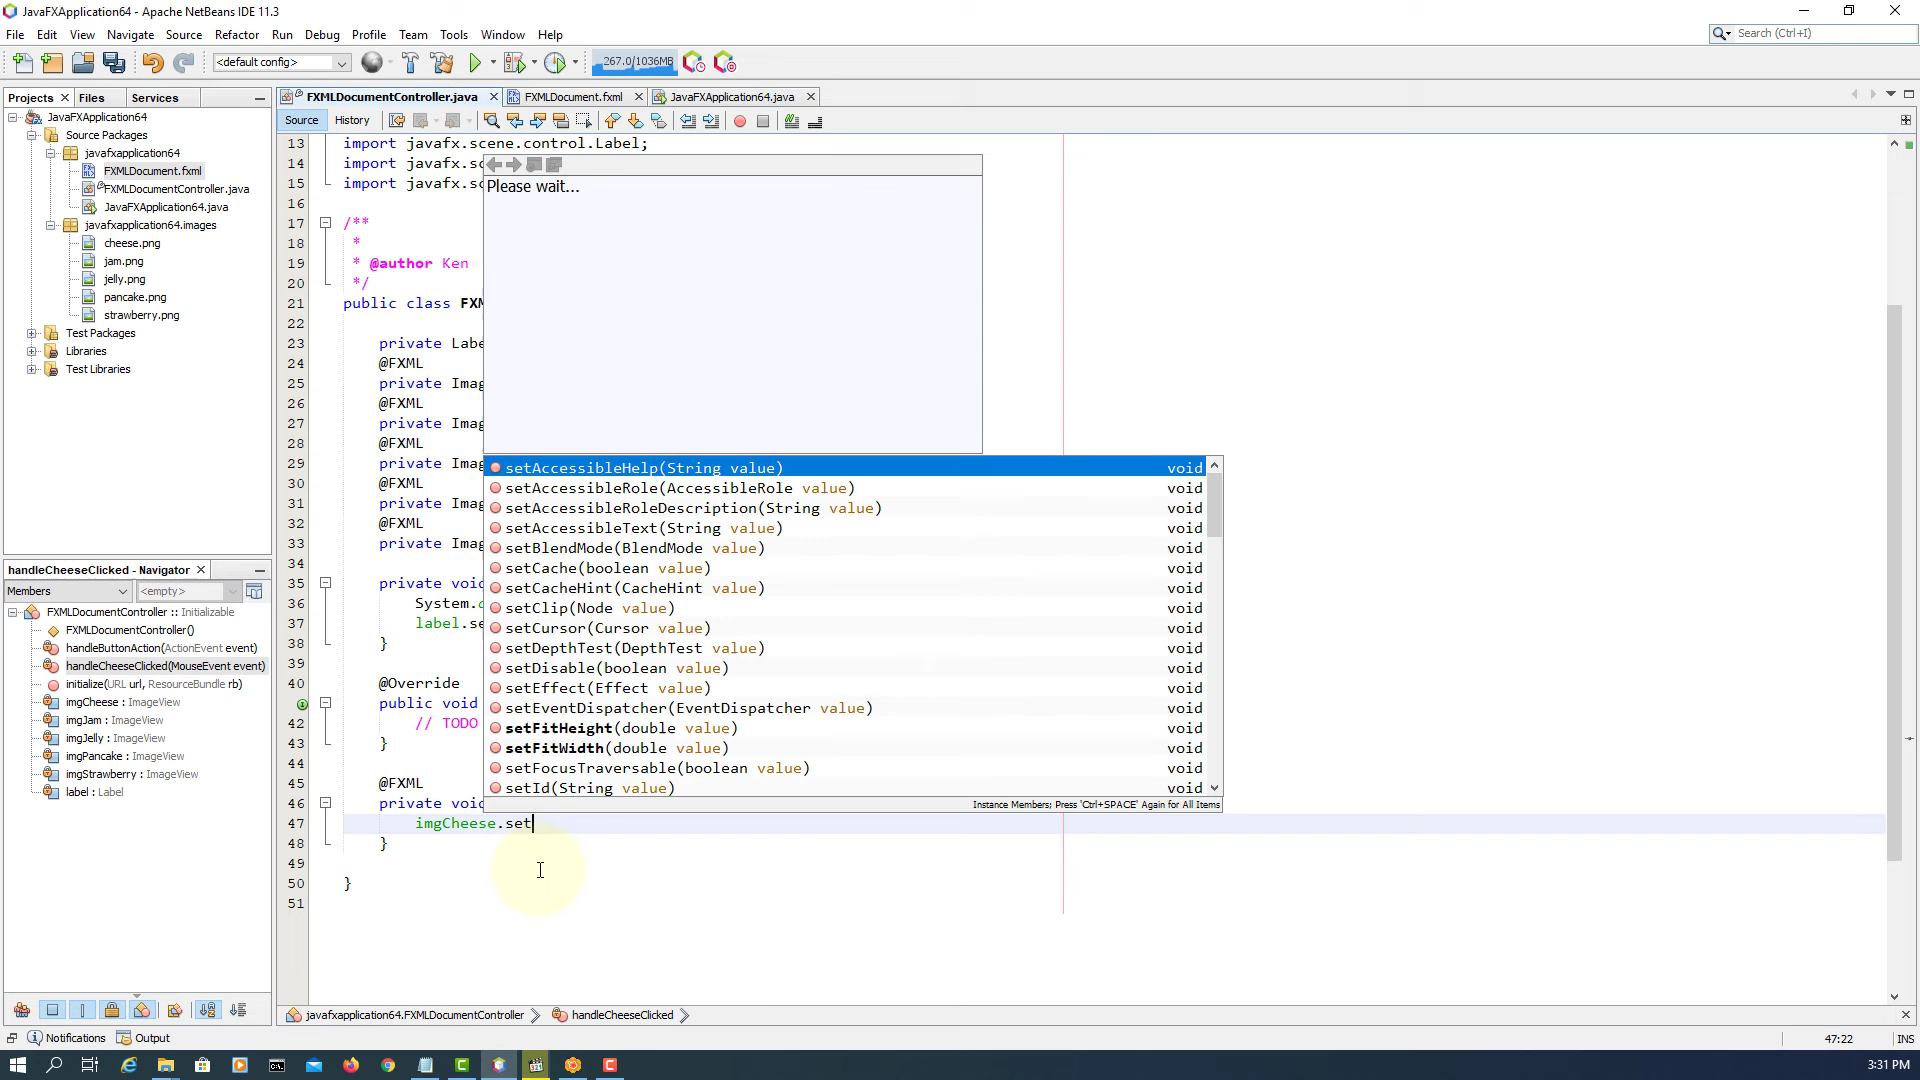 JavaFXApplication64 - Apache NetBeans IDE 11.3
File Edit View Navigate Source Refactor Run Debug Profile Team Tools Window Help
Search (Ctrl+I)
<default config>
267.0/1036MB
Projects Files Services
FXMLDocumentController.java FXMLDocument.fxml JavaFXApplication64.java
Source History
JavaFXApplication64
Source Packages
javafxapplication64
FXMLDocument.fxml
FXMLDocumentController.java
JavaFXApplication64.java
javafxapplication64.images
cheese.png
jam.png
jelly.png
pancake.png
strawberry.png
Test Packages
Libraries
Test Libraries
handleCheeseClicked - Navigator
Members <empty>
FXMLDocumentController :: Initializable
FXMLDocumentController()
handleButtonAction(ActionEvent event)
handleCheeseClicked(MouseEvent event)
initialize(URL url, ResourceBundle rb)
imgCheese : ImageView
imgJam : ImageView
imgJelly : ImageView
imgPancake : ImageView
imgStrawberry : ImageView
label : Label
13 import javafx.scene.control.Label;
14 import javafx.sc
15 import javafx.sc
16
17 /**
18 *
19 * @author Ken
20 */
21 public class FXM
22
23 private Labe
24 @FXML
25 private Imag
26 @FXML
27 private Imag
28 @FXML
29 private Imag
30 @FXML
31 private Imag
32 @FXML
33 private Imag
34
35 private void
36 System.o
37 label.se
38 }
39
40 @Override
public void
42 // TODO
43 }
44
45 @FXML
46 private void
47 imgCheese.set
48 }
49
50 }
51
Please wait...
setAccessibleHelp(String value) void
setAccessibleRole(AccessibleRole value) void
setAccessibleRoleDescription(String value) void
setAccessibleText(String value) void
setBlendMode(BlendMode value) void
setCache(boolean value) void
setCacheHint(CacheHint value) void
setClip(Node value) void
setCursor(Cursor value) void
setDepthTest(DepthTest value) void
setDisable(boolean value) void
setEffect(Effect value) void
setEventDispatcher(EventDispatcher value) void
setFitHeight(double value) void
setFitWidth(double value) void
setFocusTraversable(boolean value) void
setId(String value) void
Instance Members; Press 'Ctrl+SPACE' Again for All Items
javafxapplication64.FXMLDocumentController handleCheeseClicked
Notifications Output
47:22 INS
3:31 PM